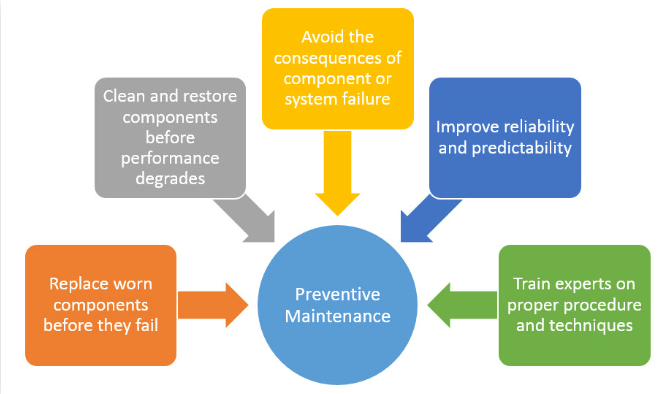 Avoid the
consequences of
component or
system failure
Clean and restore
components
before
performance
degrades
Improve reliability
and predictability
Replace worn
components
before they fail
Preventive
Maintenance
Train experts on
proper procedure
and techniques